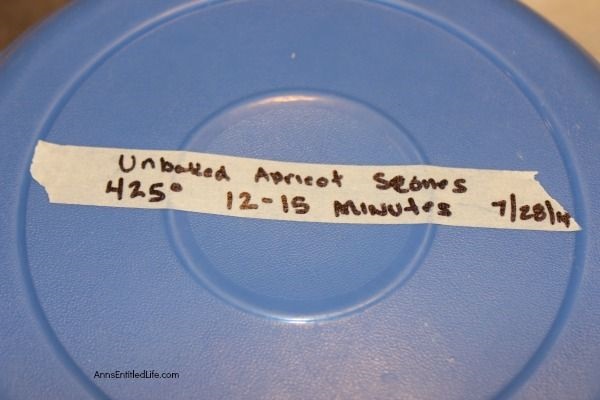 Unbaked Apricot Scones
425° 12-15 Minutes 7/28/14
AnnsEntitledLife.com